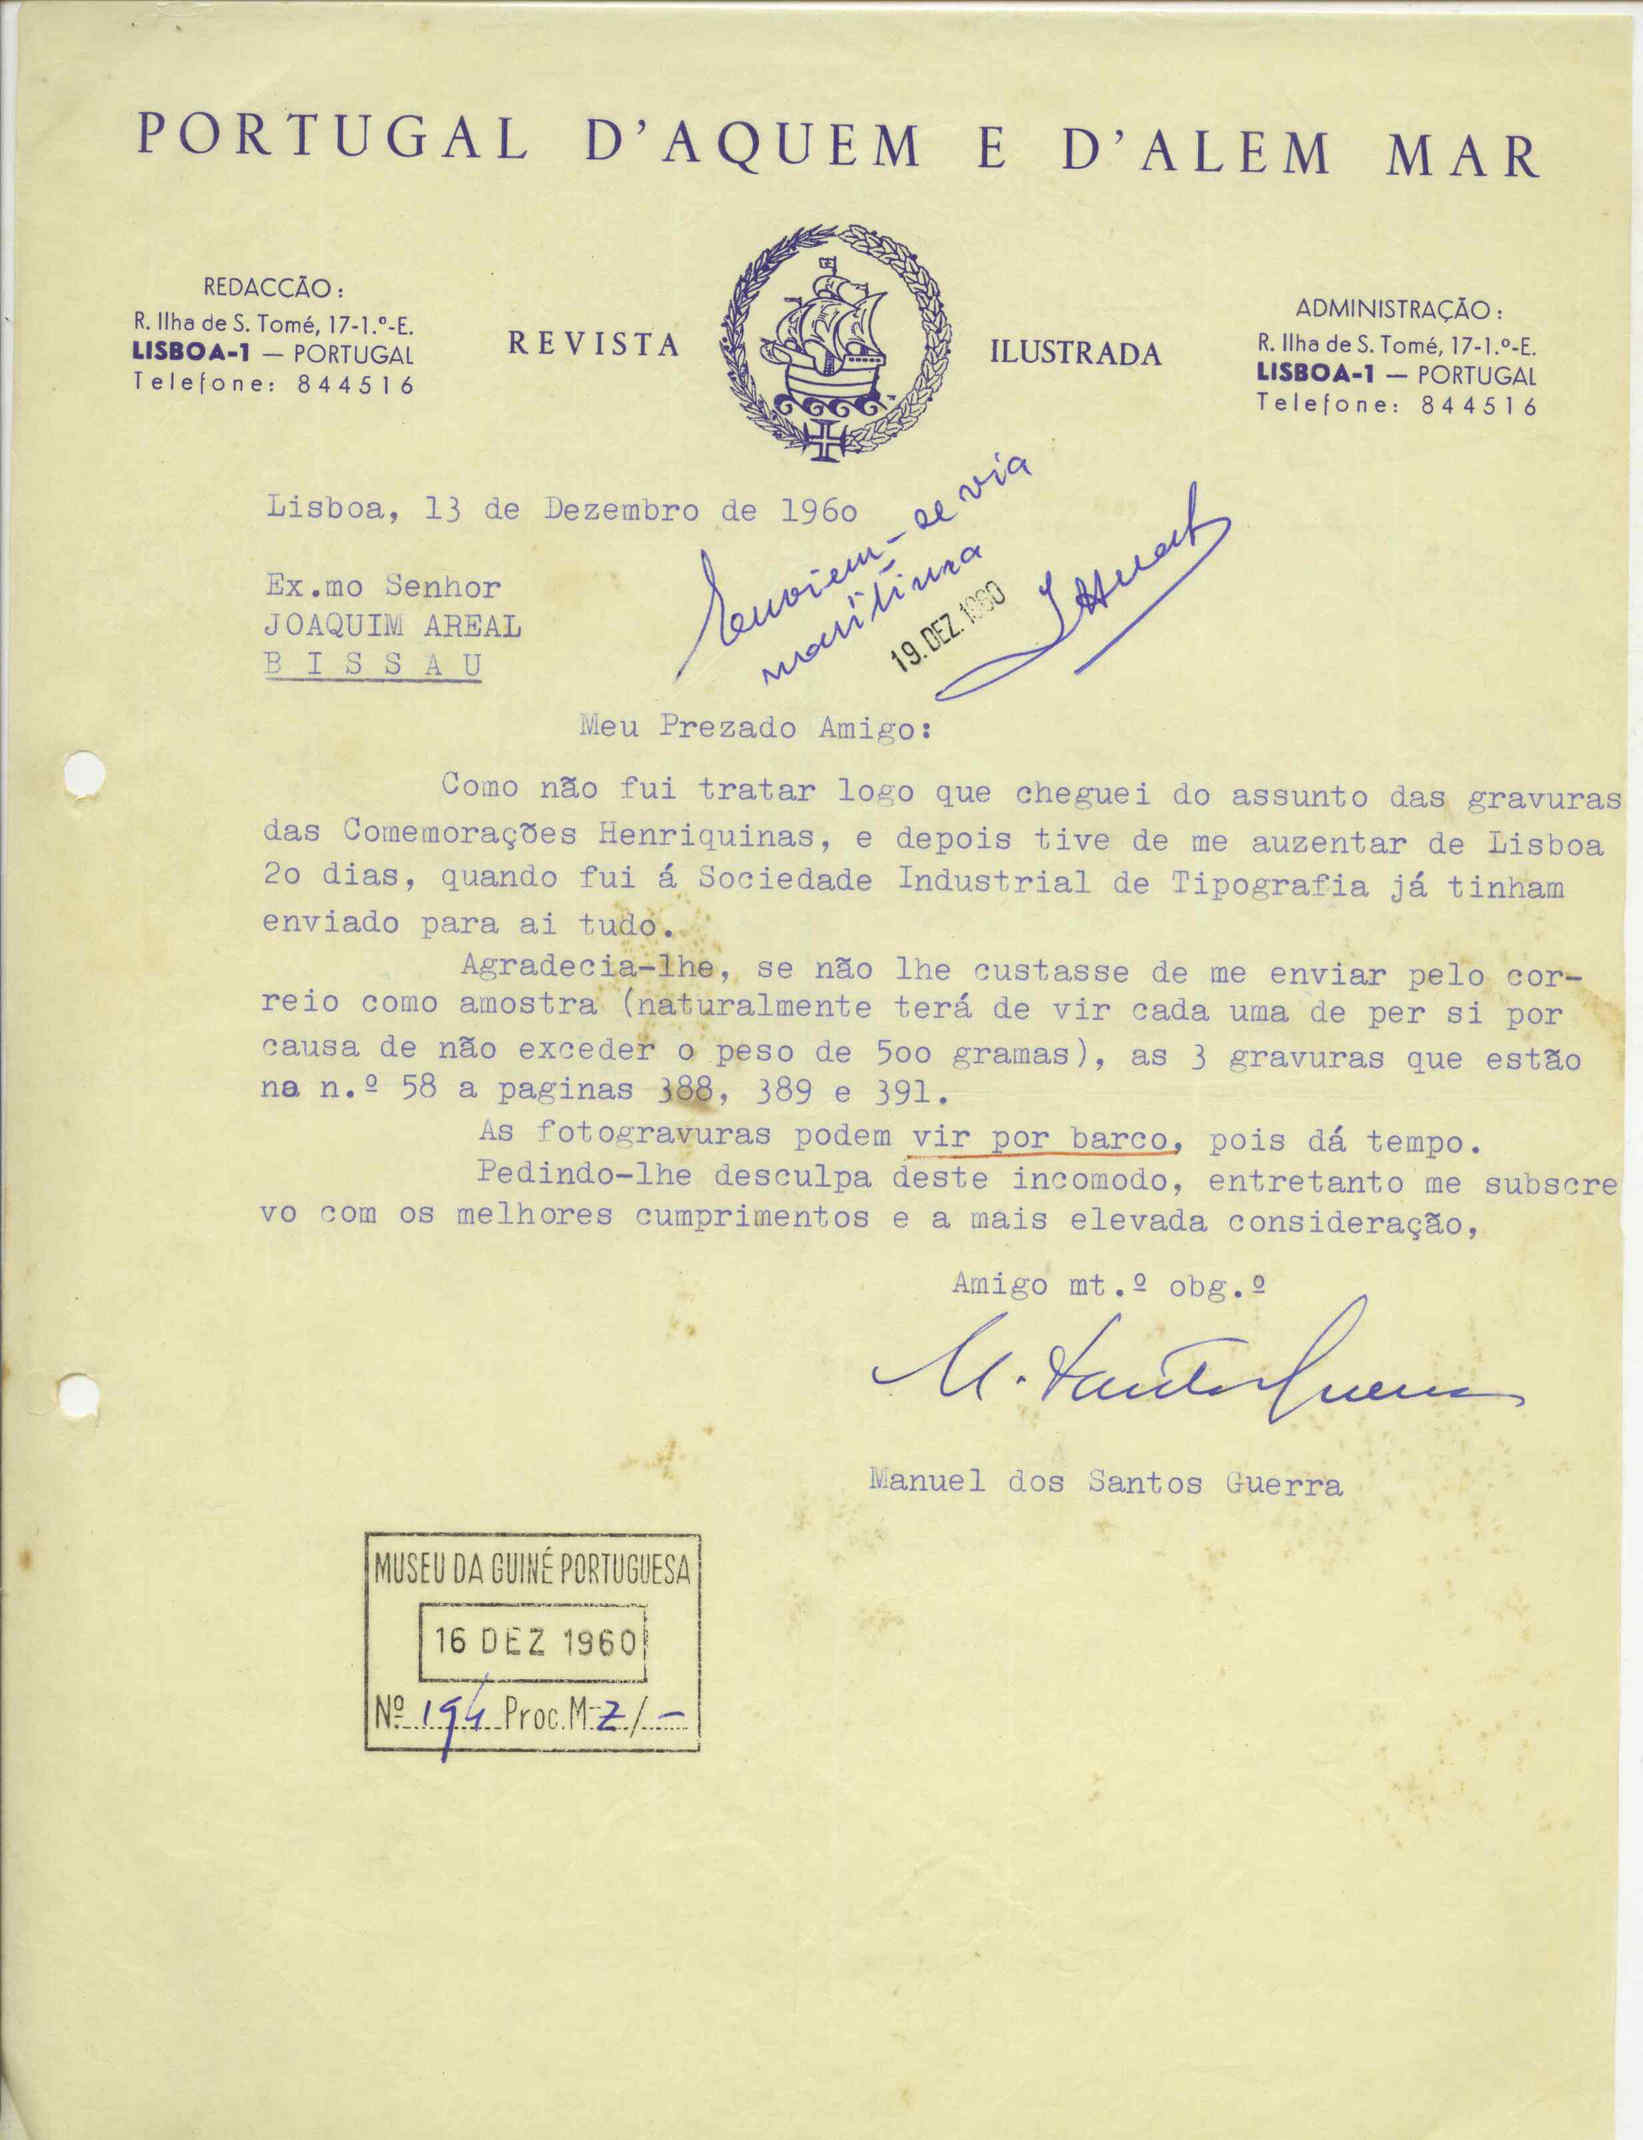 PORTUGAL D'AQUEM E D'ALEM MAR
REDACCÃO:
R. Ilha de S. Tomé, 17-1.º-E.
LISBOA-1 — PORTUGAL
Telefone: 844516
REVISTA ILUSTRADA
ADMINISTRAÇÃO:
R. Ilha de S. Tomé, 17-1.º-E.
LISBOA-1 — PORTUGAL
Telefone: 844516
Lisboa, 13 de Dezembro de 196o
Enviem-se via
marítima
19. DEZ. 1960
Ex.mo Senhor
JOAQUIM AREAL
B I S S A U
Meu Prezado Amigo:
Como não fui tratar logo que cheguei do assunto das gravuras
das Comemorações Henriquinas, e depois tive de me auzentar de Lisboa
2o dias, quando fui á Sociedade Industrial de Tipografia já tinham
enviado para ai tudo.
Agradecia-lhe, se não lhe custasse de me enviar pelo cor-
reio como amostra (naturalmente terá de vir cada uma de per si por
causa de não exceder o peso de 5oo gramas), as 3 gravuras que estão
no n.º 58 a paginas 388, 389 e 391.
As fotogravuras podem vir por barco, pois dá tempo.
Pedindo-lhe desculpa deste incomodo, entretanto me subscre
vo com os melhores cumprimentos e a mais elevada consideração,
Amigo mt.º obg.º
M. Santos Guerra
Manuel dos Santos Guerra
MUSEU DA GUINÉ PORTUGUESA
16 DEZ 1960
Nº 194 Proc. M-Z/-